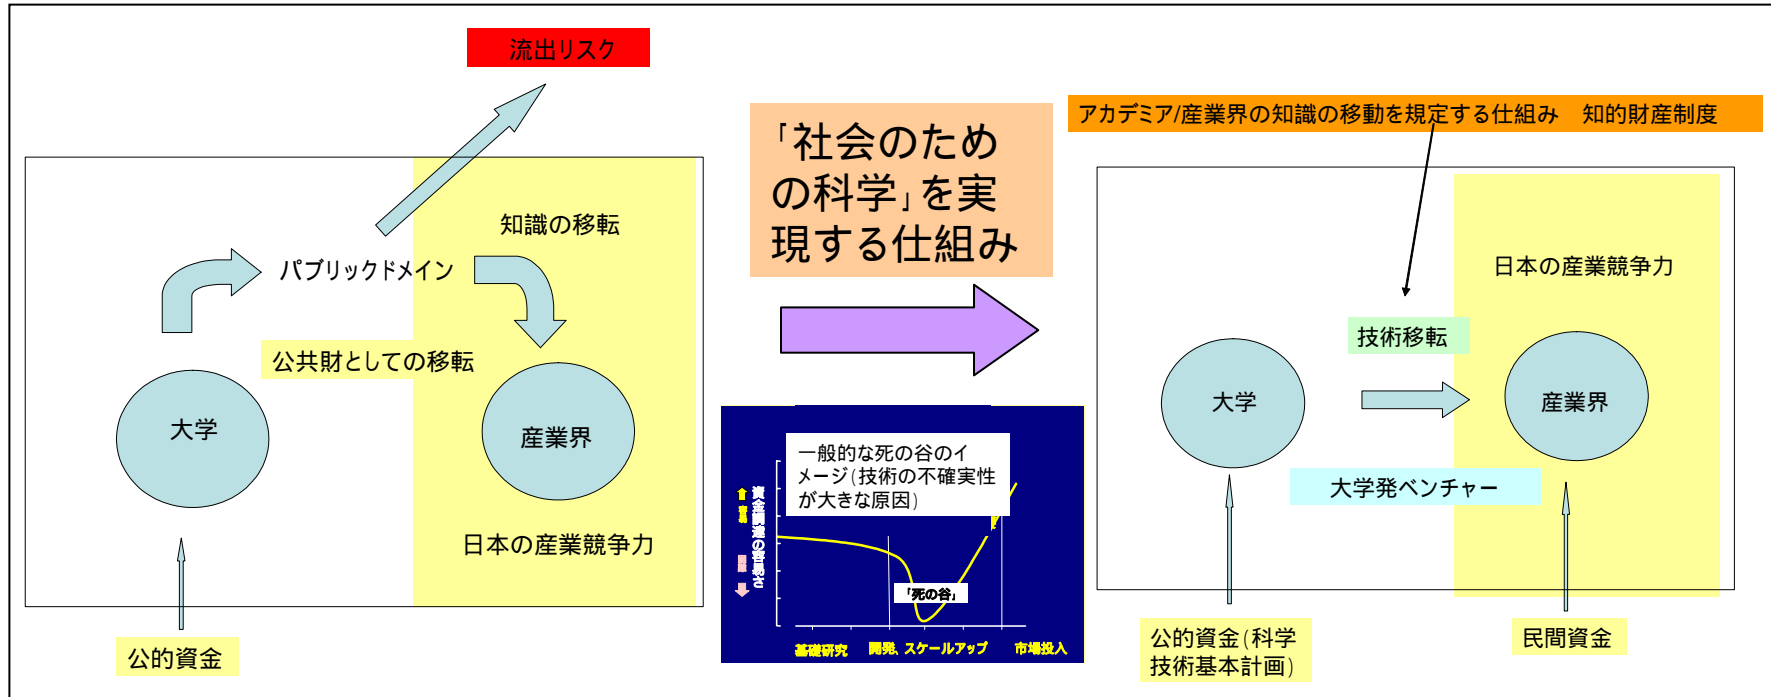 流出リスク
知識の移転
パブリックドメイン
公共財としての移転
大学
産業界
日本の産業競争力
公的資金
「社会のため
の科学」を実
現する仕組み
一般的な死の谷のイ
メージ(技術の不確実性
が大きな原因)
資金調達の容易さ
容易
困難
「死の谷」
基礎研究
開発、スケールアップ
市場投入
アカデミア/産業界の知識の移動を規定する仕組み　知的財産制度
日本の産業競争力
技術移転
大学
産業界
大学発ベンチャー
公的資金(科学
技術基本計画)
民間資金